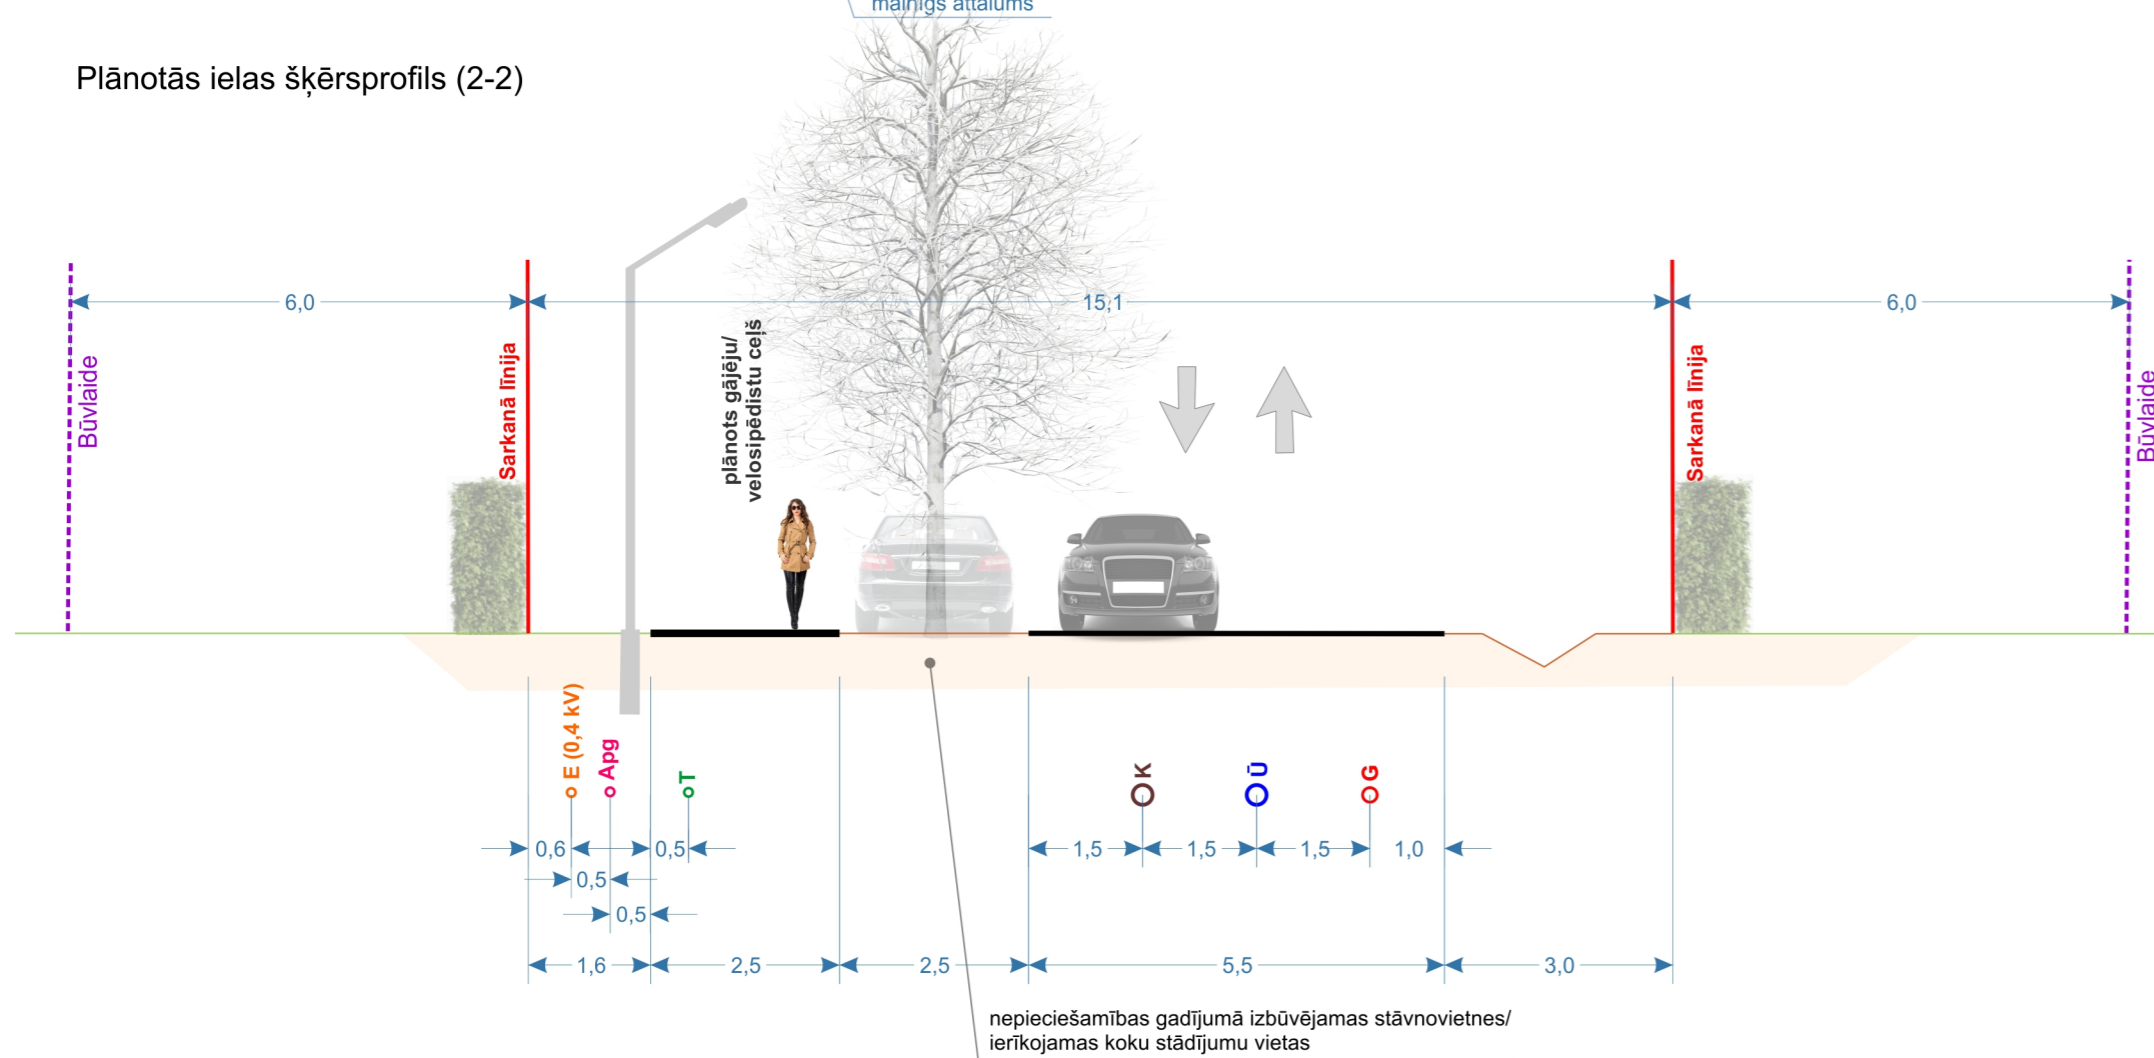 mainīgs attālums
Plānotās ielas šķērsprofils (2-2)
6,0
15,1
6,0
Būvlaide
Sarkanā līnija
plānots gājēju/
velosipēdistu ceļš
Sarkanā līnija
Būvlaide
E (0,4 kV)
Apg
T
K
Ū
G
0,6
0,5
1,5
1,5
1,5
1,0
0,5
0,5
1,6
2,5
2,5
5,5
3,0
nepieciešamības gadījumā izbūvējamas stāvnovietnes/
ierīkojamas koku stādījumu vietas